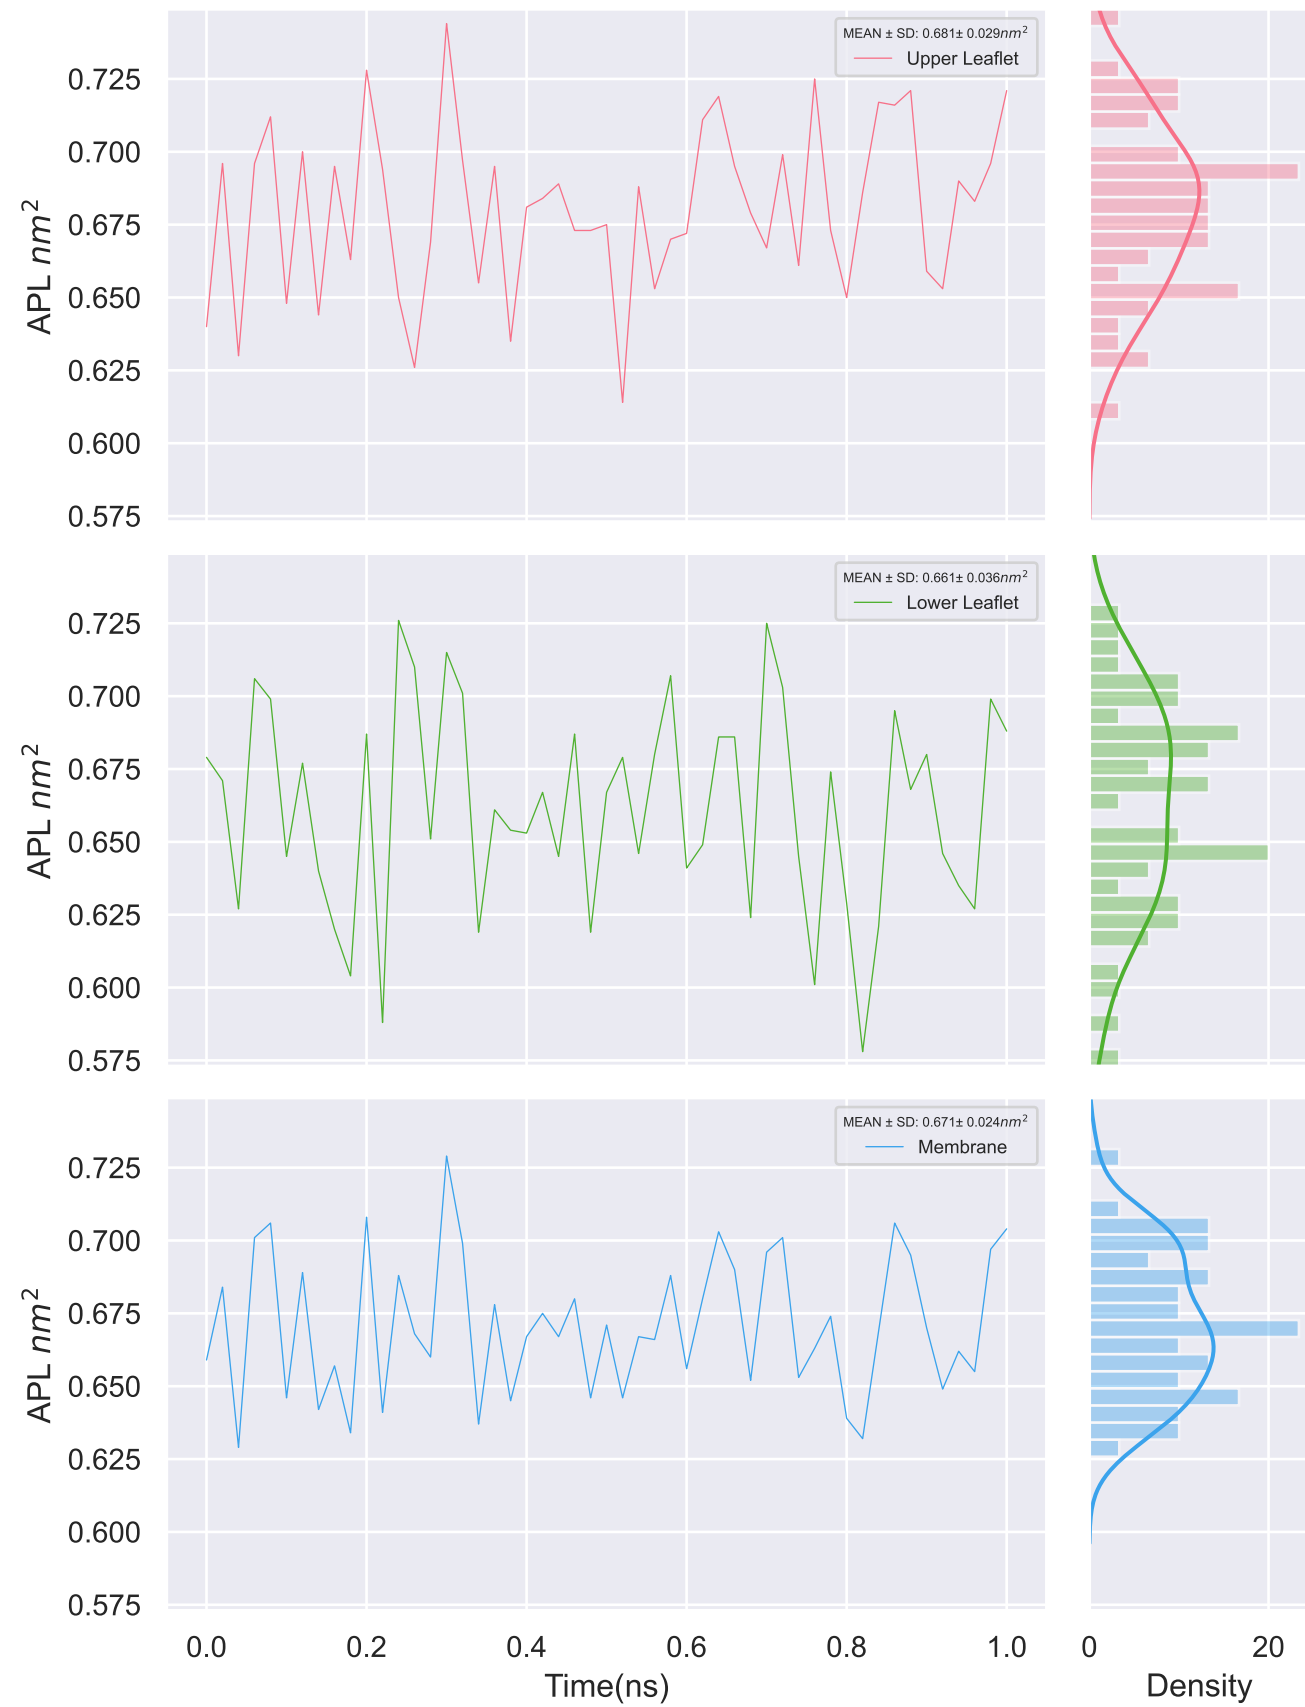 MEAN ± SD: 0.681± 0.029nm²
Upper Leaflet
0.725
0.700
0.675
0.650
0.625
0.600
0.575
APL nm²
MEAN ± SD: 0.661± 0.036nm²
Lower Leaflet
0.725
0.700
0.675
0.650
0.625
0.600
0.575
APL nm²
MEAN ± SD: 0.671± 0.024nm²
Membrane
0.725
0.700
0.675
0.650
0.625
0.600
0.575
APL nm²
0.0 0.2 0.4 0.6 0.8 1.0
Time(ns)
0 20
Density